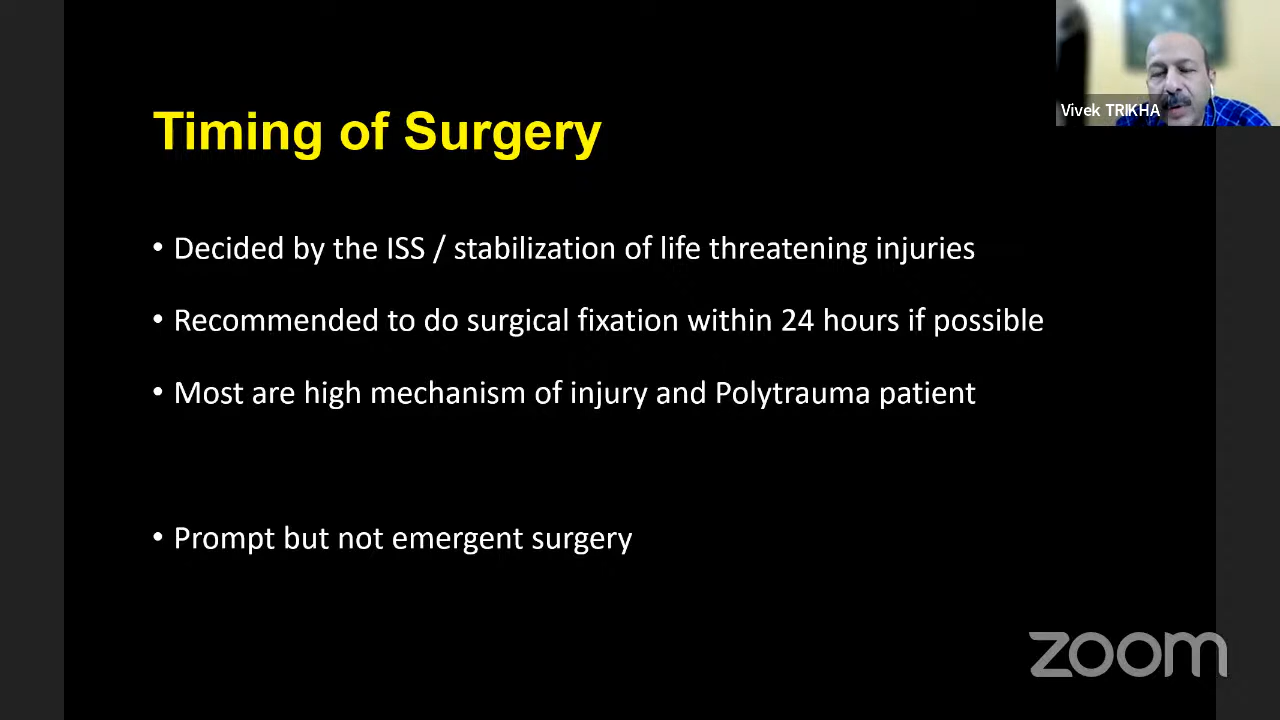 Vivek TRIKHA
Timing of Surgery
• Decided by the ISS / stabilization of life threatening injuries
• Recommended to do surgical fixation within 24 hours if possible
• Most are high mechanism of injury and Polytrauma patient
• Prompt but not emergent surgery
zoom